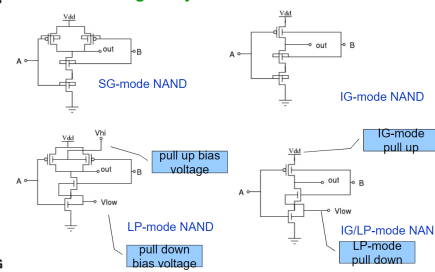 Vdd
out
A
B
SG-mode NAND
Vdd
out
A
B
IG-mode NAND
Vdd
Vhi
pull up bias
voltage
out
A
B
Vlow
LP-mode NAND
pull down
bias voltage
IG-mode
pull up
Vdd
out
A
B
Vlow
IG/LP-mode NAN
LP-mode
pull down